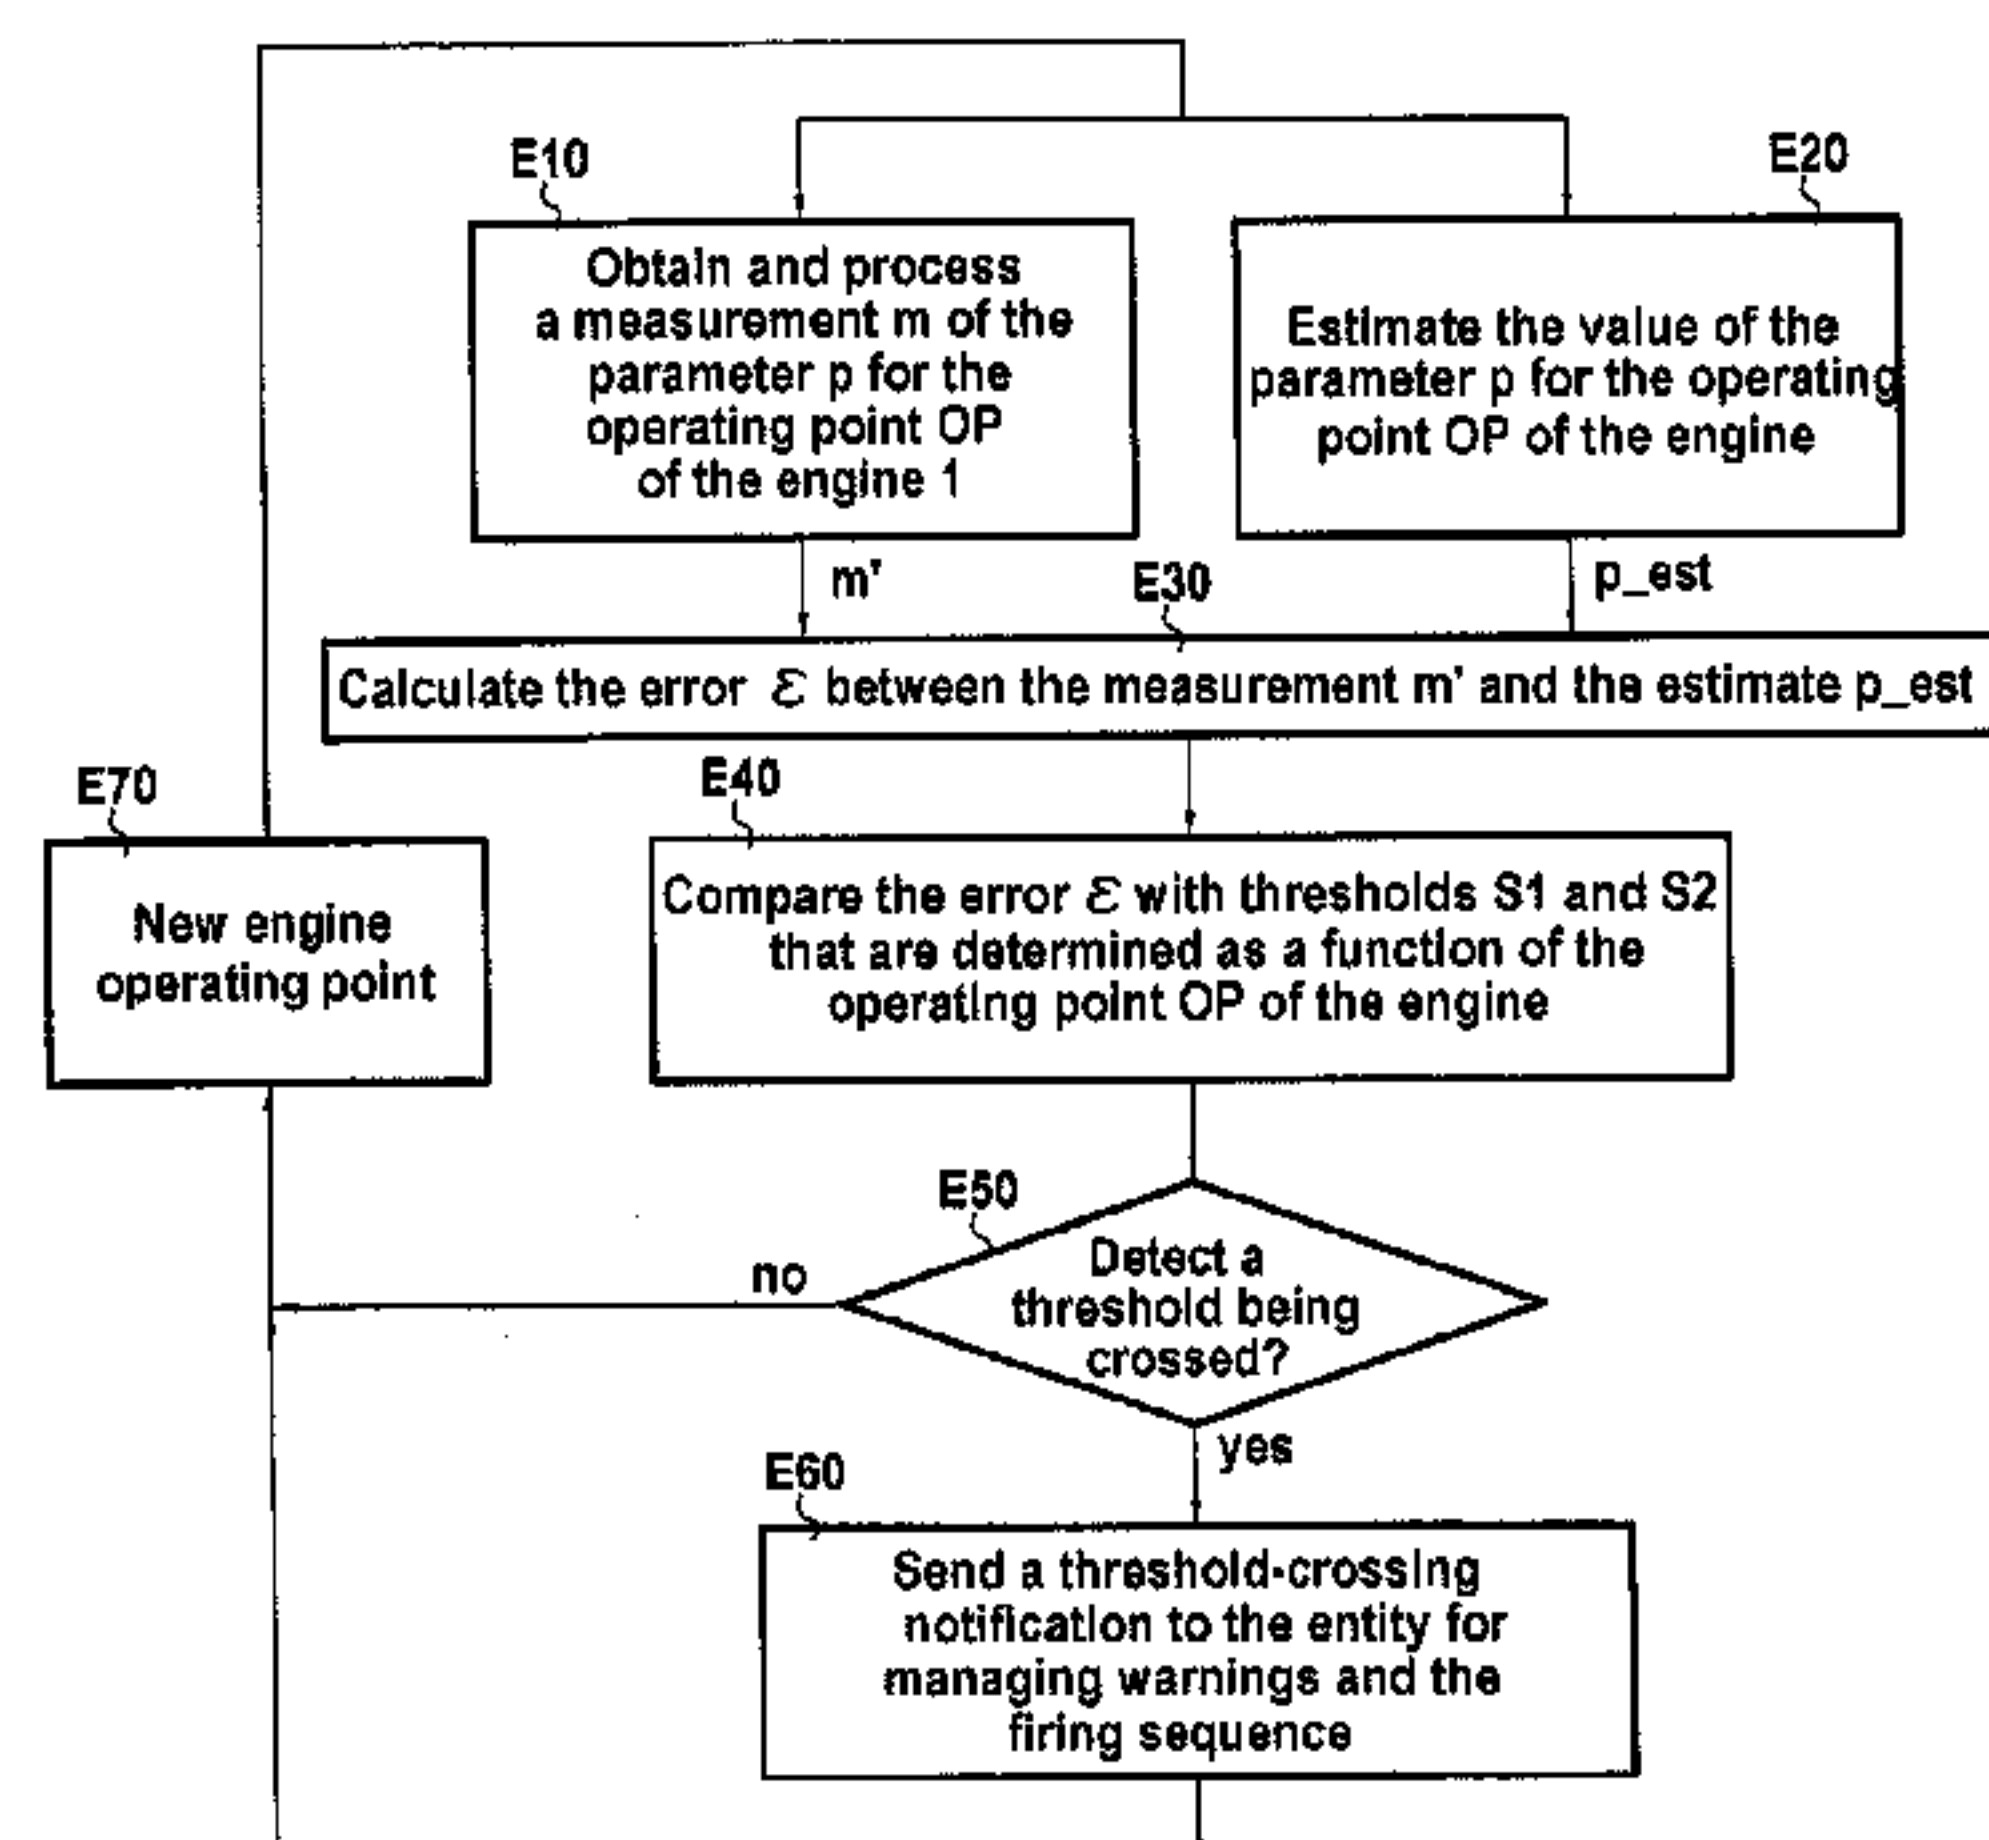 E10
Obtain and process
a measurement m of the
parameter p for the
operating point OP
of the engine 1
E20
Estimate the value of the
parameter p for the operating
point OP of the engine
m'
p_est
E30
Calculate the error ε between the measurement m' and the estimate p_est
E70
New engine
operating point
E40
Compare the error ε with thresholds S1 and S2
that are determined as a function of the
operating point OP of the engine
E50
Detect a
threshold being
crossed?
no
yes
E60
Send a threshold-crossing
notification to the entity for
managing warnings and the
firing sequence